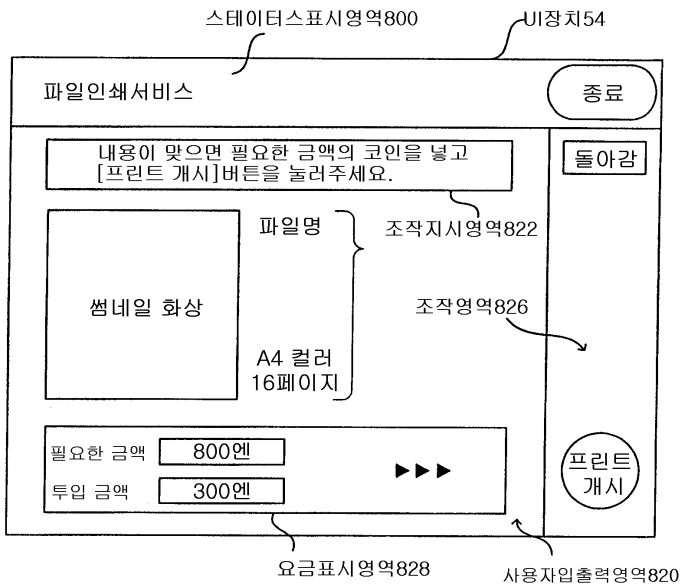 스테이터스표시영역800
UI장치54
파일인쇄서비스
종료
내용이 맞으면 필요한 금액의 코인을 넣고
[프린트 개시]버튼을 눌러주세요.
돌아감
파일명
조작지시영역822
썸네일 화상
조작영역826
A4 컬러
16페이지
필요한 금액
800엔
투입 금액
300엔
▶▶▶
프린트
개시
요금표시영역828
사용자입출력영역820